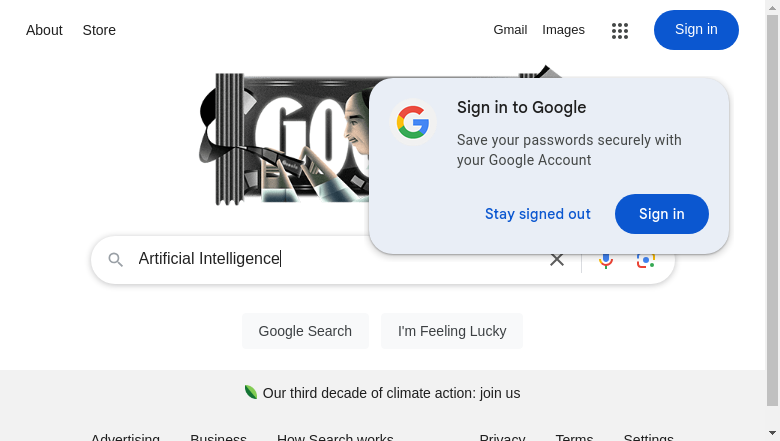 About Store
Gmail Images
Sign in
GOO
Sign in to Google
Save your passwords securely with
your Google Account
Stay signed out
Sign in
Artificial Intelligence
Google Search
I'm Feeling Lucky
Our third decade of climate action: join us
Advertising Business How Search works Privacy Terms Settings